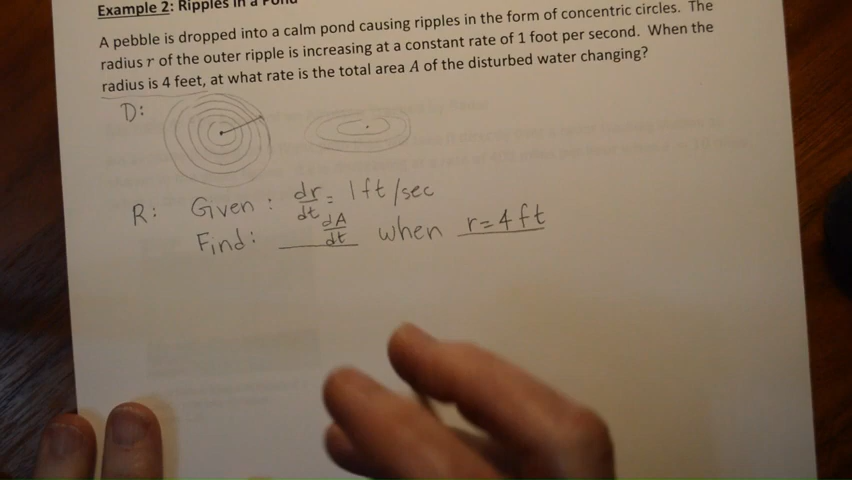 Example 2: Ripples in a Pond
A pebble is dropped into a calm pond causing ripples in the form of concentric circles. The
radius r of the outer ripple is increasing at a constant rate of 1 foot per second. When the
radius is 4 feet, at what rate is the total area A of the disturbed water changing?
D:
R: Given: dr/dt = 1 ft/sec
Find: dA/dt when r=4ft